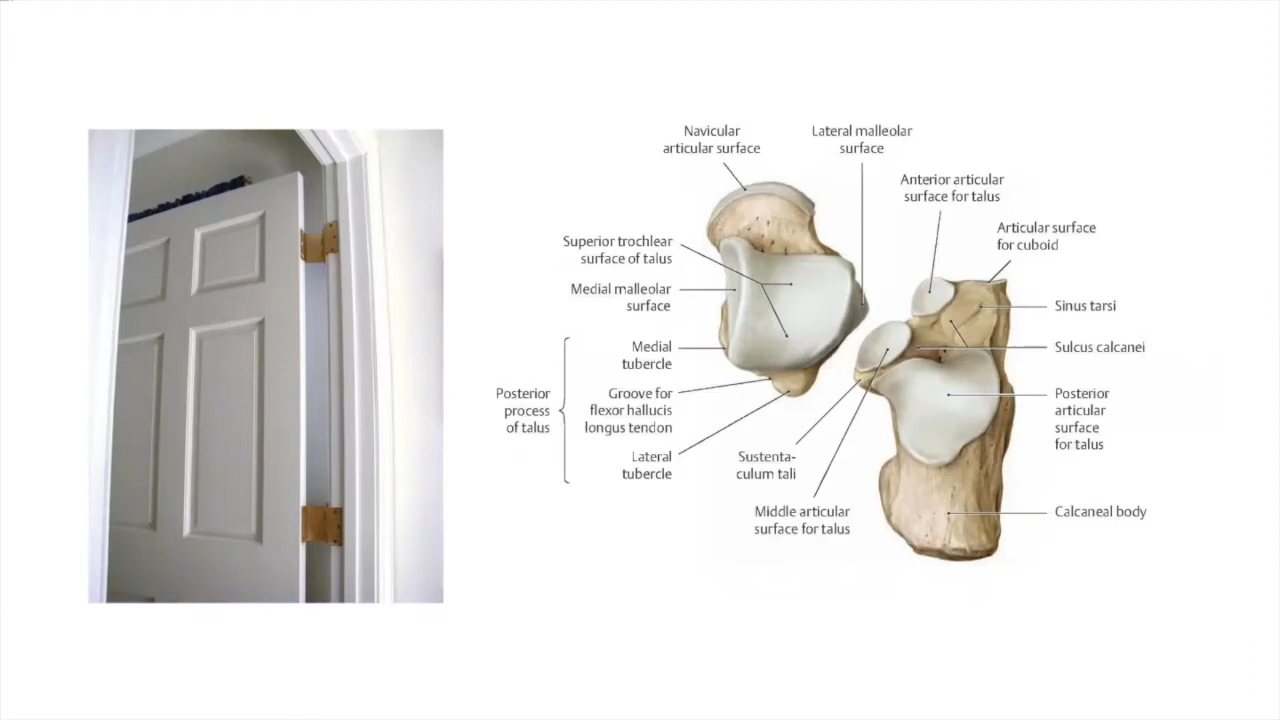 Navicular
articular surface
Lateral malleolar
surface
Anterior articular
surface for talus
Articular surface
for cuboid
Superior trochlear
surface of talus
Medial malleolar
surface
Sinus tarsi
Medial
tubercle
Sulcus calcanei
Posterior
process
of talus
Groove for
flexor hallucis
longus tendon
Posterior
articular
surface
for talus
Lateral
tubercle
Sustenta-
culum tali
Middle articular
surface for talus
Calcaneal body